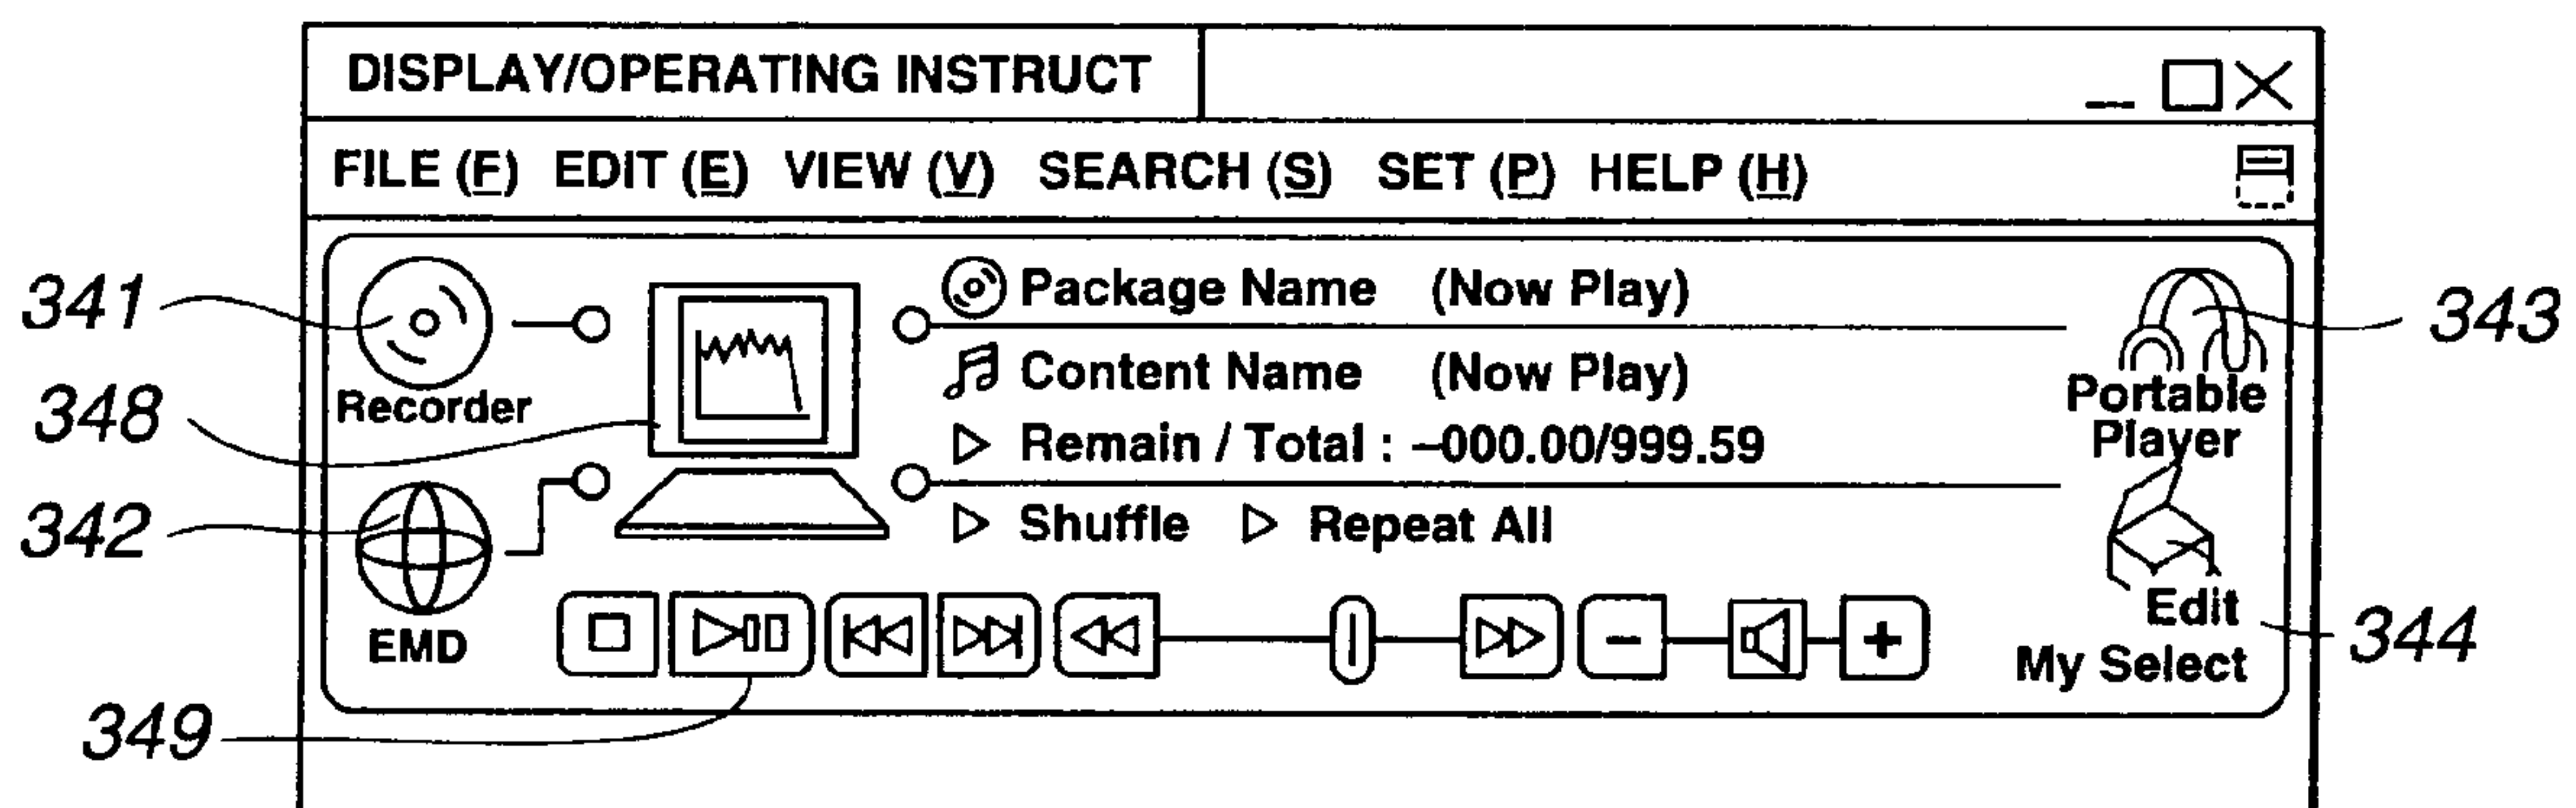 DISPLAY/OPERATING INSTRUCT
FILE (F) EDIT (E) VIEW (V) SEARCH (S) SET (P) HELP (H)
341
Package Name (Now Play)
343
Content Name (Now Play)
348
Recorder
Portable
Player
Remain / Total : –000.00/999.59
342
Shuffle Repeat All
EMD
Edit
My Select
344
349